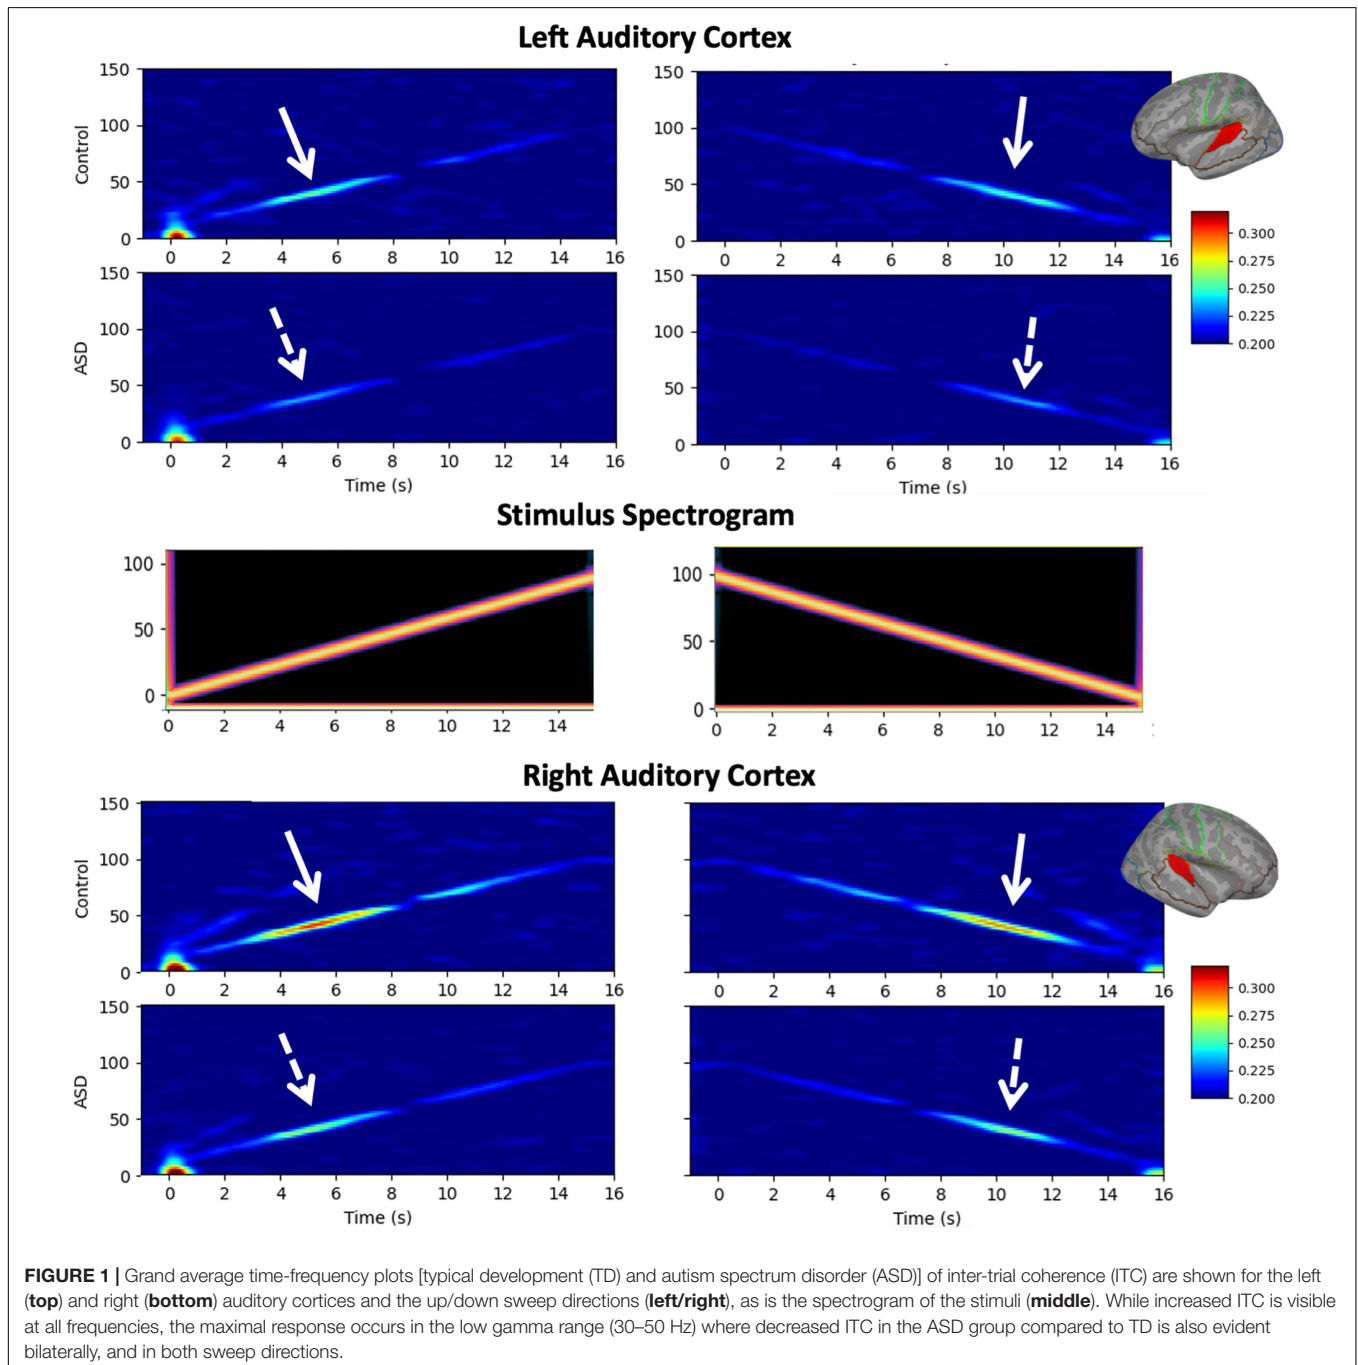 Left Auditory Cortex
150
100
50
0
Control
0 2 4 6 8 10 12 14 16
150
100
50
0
0 2 4 6 8 10 12 14 16
0.300
0.275
0.250
0.225
0.200
150
100
50
0
ASD
0 2 4 6 8 10 12 14 16
Time (s)
150
100
50
0
0 2 4 6 8 10 12 14 16
Time (s)
Stimulus Spectrogram
100
50
0
0 2 4 6 8 10 12 14
100
50
0
0 2 4 6 8 10 12 14
Right Auditory Cortex
150
100
50
0
Control
0 2 4 6 8 10 12 14 16
0 2 4 6 8 10 12 14 16
0.300
0.275
0.250
0.225
0.200
150
100
50
0
ASD
0 2 4 6 8 10 12 14 16
Time (s)
0 2 4 6 8 10 12 14 16
Time (s)
FIGURE 1 | Grand average time-frequency plots [typical development (TD) and autism spectrum disorder (ASD)] of inter-trial coherence (ITC) are shown for the left
(top) and right (bottom) auditory cortices and the up/down sweep directions (left/right), as is the spectrogram of the stimuli (middle). While increased ITC is visible
at all frequencies, the maximal response occurs in the low gamma range (30–50 Hz) where decreased ITC in the ASD group compared to TD is also evident
bilaterally, and in both sweep directions.